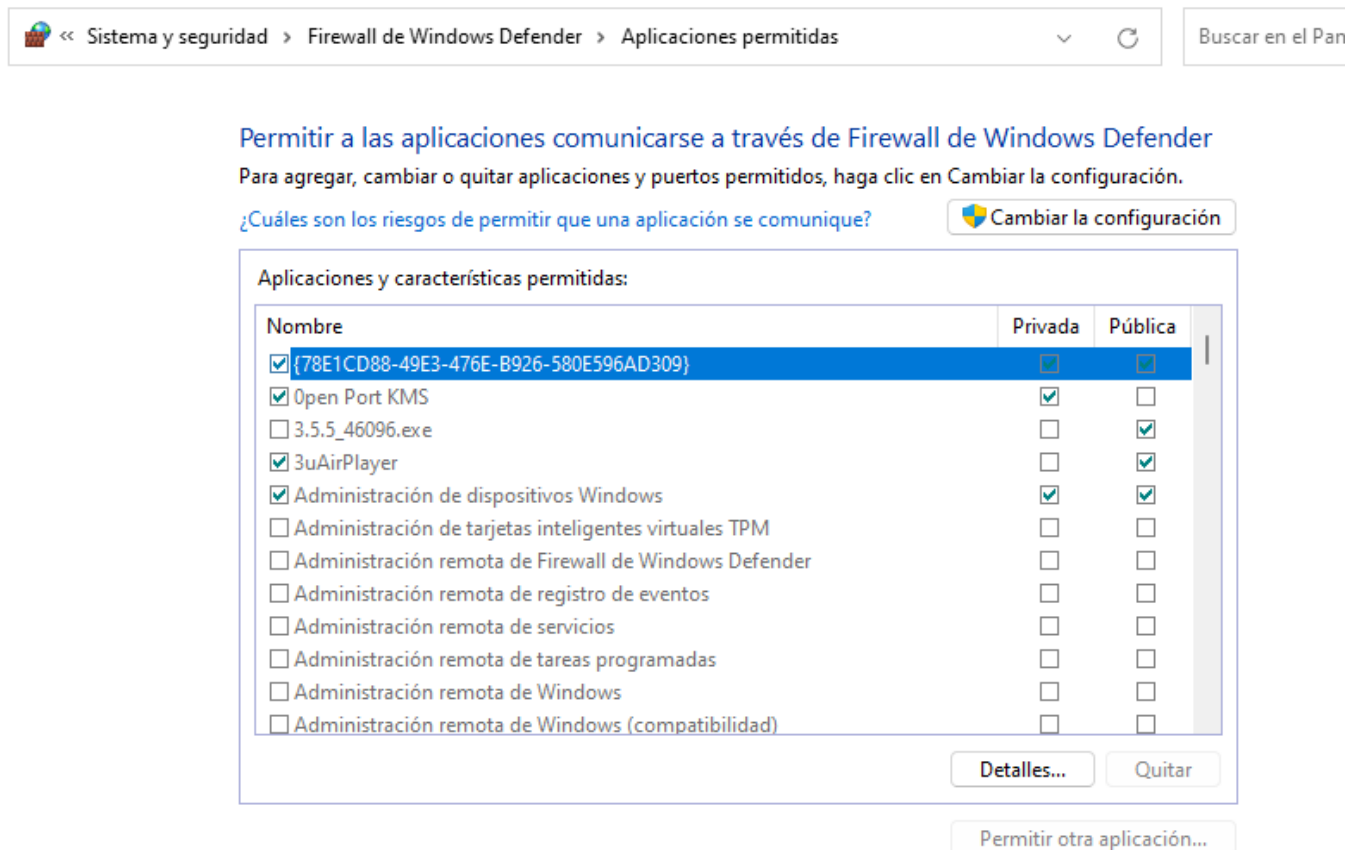 « Sistema y seguridad > Firewall de Windows Defender > Aplicaciones permitidas
Buscar en el Pan
Permitir a las aplicaciones comunicarse a través de Firewall de Windows Defender
Para agregar, cambiar o quitar aplicaciones y puertos permitidos, haga clic en Cambiar la configuración.
¿Cuáles son los riesgos de permitir que una aplicación se comunique?
Cambiar la configuración
Aplicaciones y características permitidas:
Nombre Privada Pública
{78E1CD88-49E3-476E-B926-580E596AD309}
0pen Port KMS
3.5.5_46096.exe
3uAirPlayer
Administración de dispositivos Windows
Administración de tarjetas inteligentes virtuales TPM
Administración remota de Firewall de Windows Defender
Administración remota de registro de eventos
Administración remota de servicios
Administración remota de tareas programadas
Administración remota de Windows
Administración remota de Windows (compatibilidad)
Detalles... Quitar
Permitir otra aplicación...